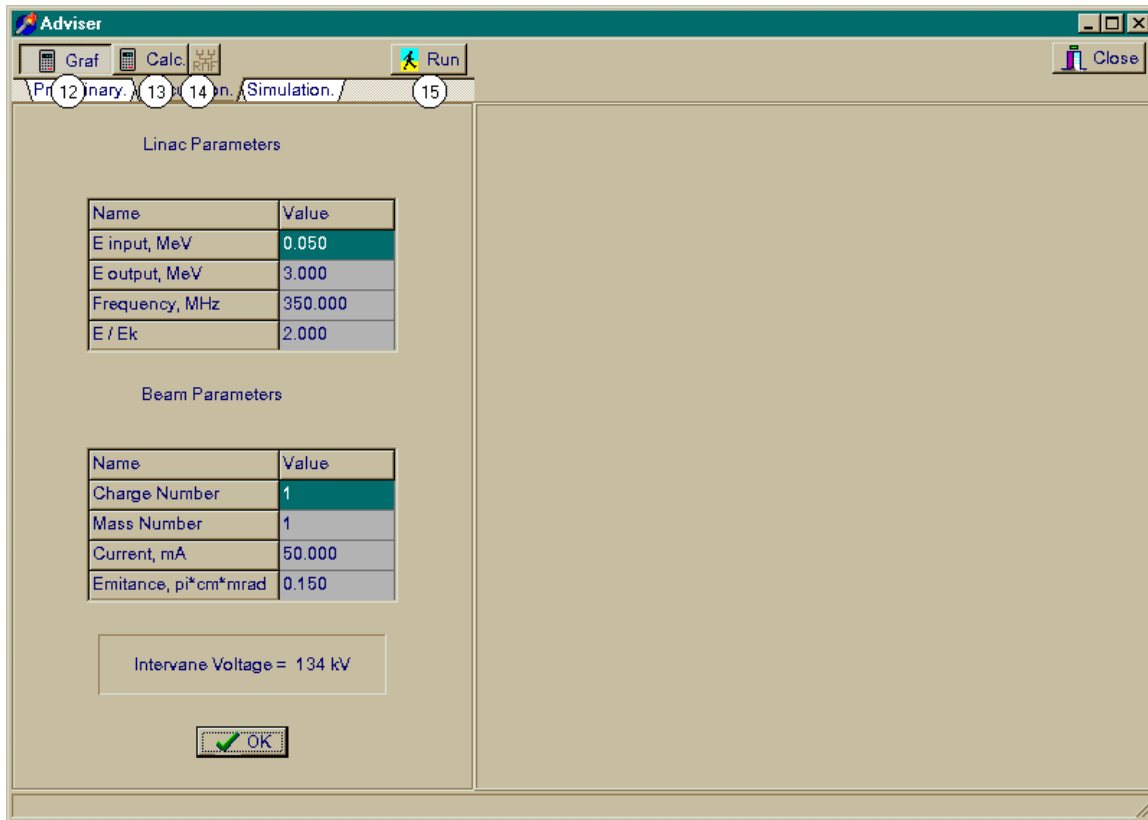 Adviser
Graf Calc. Run Close
12 13 14 15
Simulation.
Linac Parameters
Name Value
E input, MeV 0.050
E output, MeV 3.000
Frequency, MHz 350.000
E / Ek 2.000
Beam Parameters
Name Value
Charge Number 1
Mass Number 1
Current, mA 50.000
Emitance, pi*cm*mrad 0.150
Intervane Voltage = 134 kV
OK